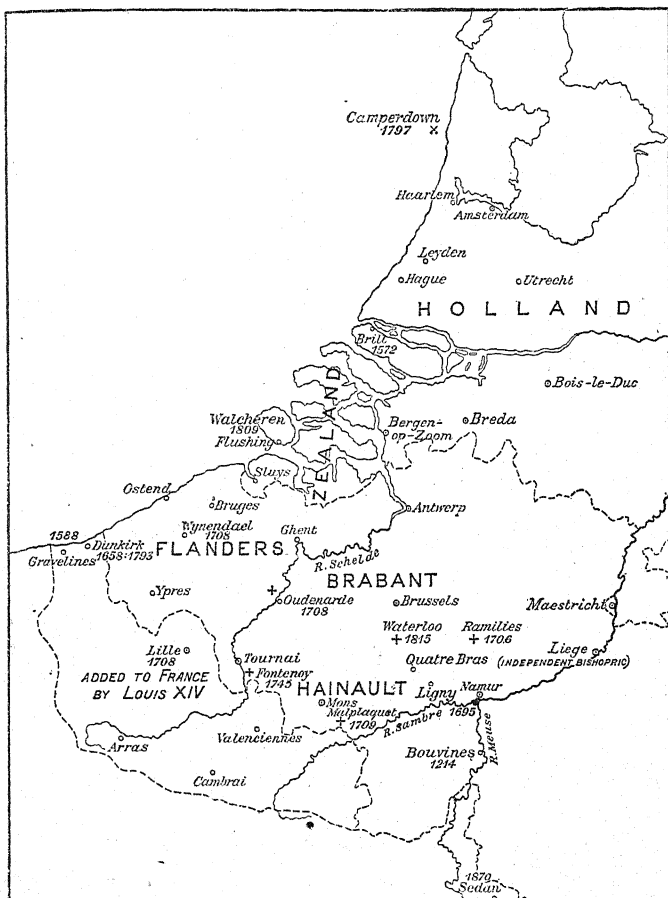 Camperdown
1797
Haarlem
Amsterdam
Leyden
Hague
Utrecht
HOLLAND
Brill
1572
Bois-le-Duc
ZEALAND
Walcheren
1809
Flushing
Bergen-
op-Zoom
Breda
Sluys
Ostend
Bruges
Antwerp
Wynendael
1708
Ghent
1588
Dunkirk
1658:1793
Gravelines
FLANDERS
R. Schelde
BRABANT
Ypres
Oudenarde
1708
Brussels
Maestricht
Waterloo
1815
Ramilies
1706
Lille
1708
Tournai
Quatre Bras
Liege
(INDEPENDENT BISHOPRIC)
ADDED TO FRANCE
BY LOUIS XIV
Fontenoy
1745
HAINAULT
Ligny
Namur
1695
Mons
Malplaquet
1709
R. Sambre
R. Meuse
Arras
Valenciennes
Bouvines
1214
Cambrai
1870
Sedan